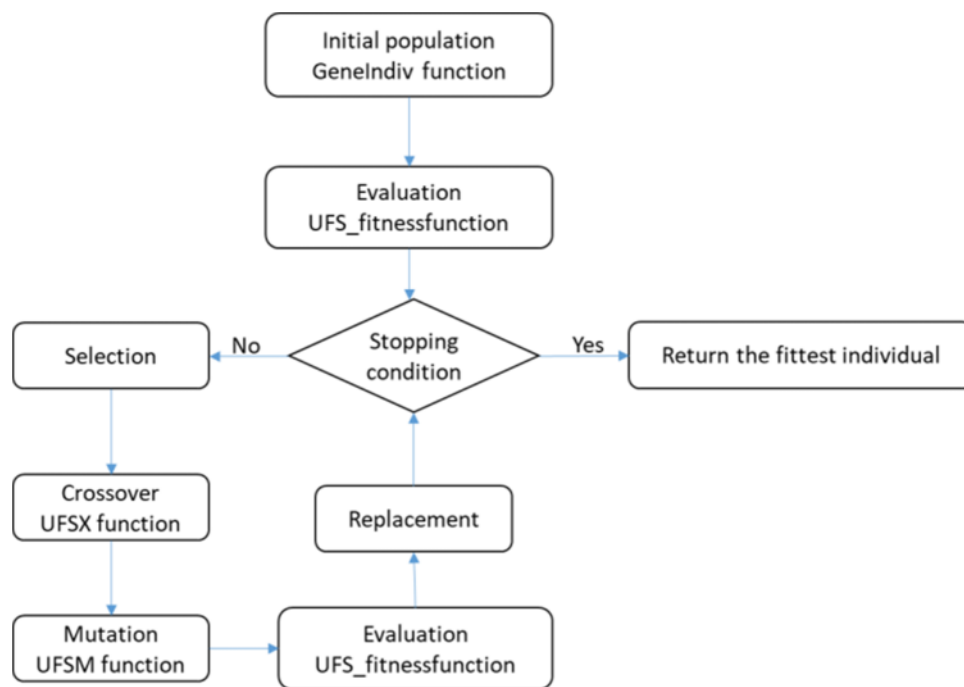 Initial population
GeneIndiv function
Evaluation
UFS_fitnessfunction
Stopping
condition
No
Yes
Selection
Return the fittest individual
Crossover
UFSX function
Replacement
Mutation
UFSM function
Evaluation
UFS_fitnessfunction